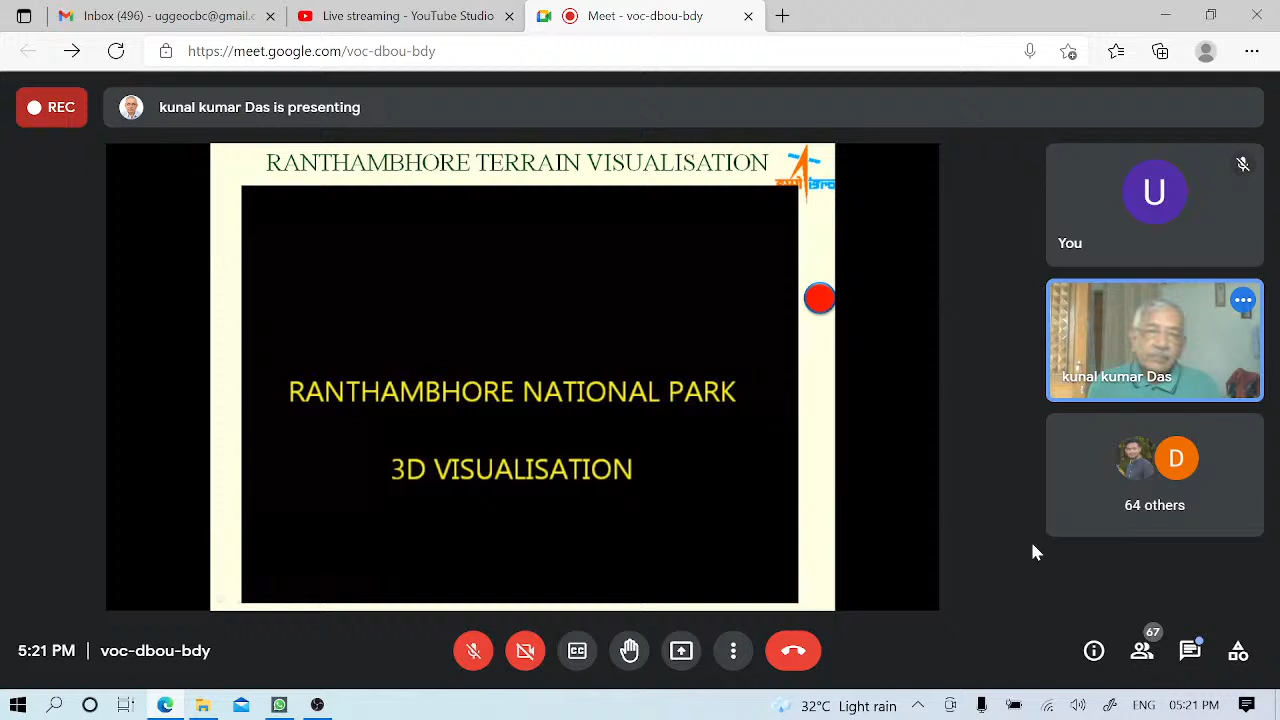 Inbox (496) - uggbsdy@gmail.c
Live streaming - YouTube Studio
Meet - voc-dbou-bdy
https://meet.google.com/voc-dbou-bdy
REC
kunal kumar Das is presenting
RANTHAMBHORE TERRAIN VISUALISATION
इसरो
RANTHAMBHORE NATIONAL PARK
3D VISUALISATION
U
You
kunal kumar Das
D
64 others
5:21 PM
voc-dbou-bdy
67
32°C Light rain
ENG
05:21 PM